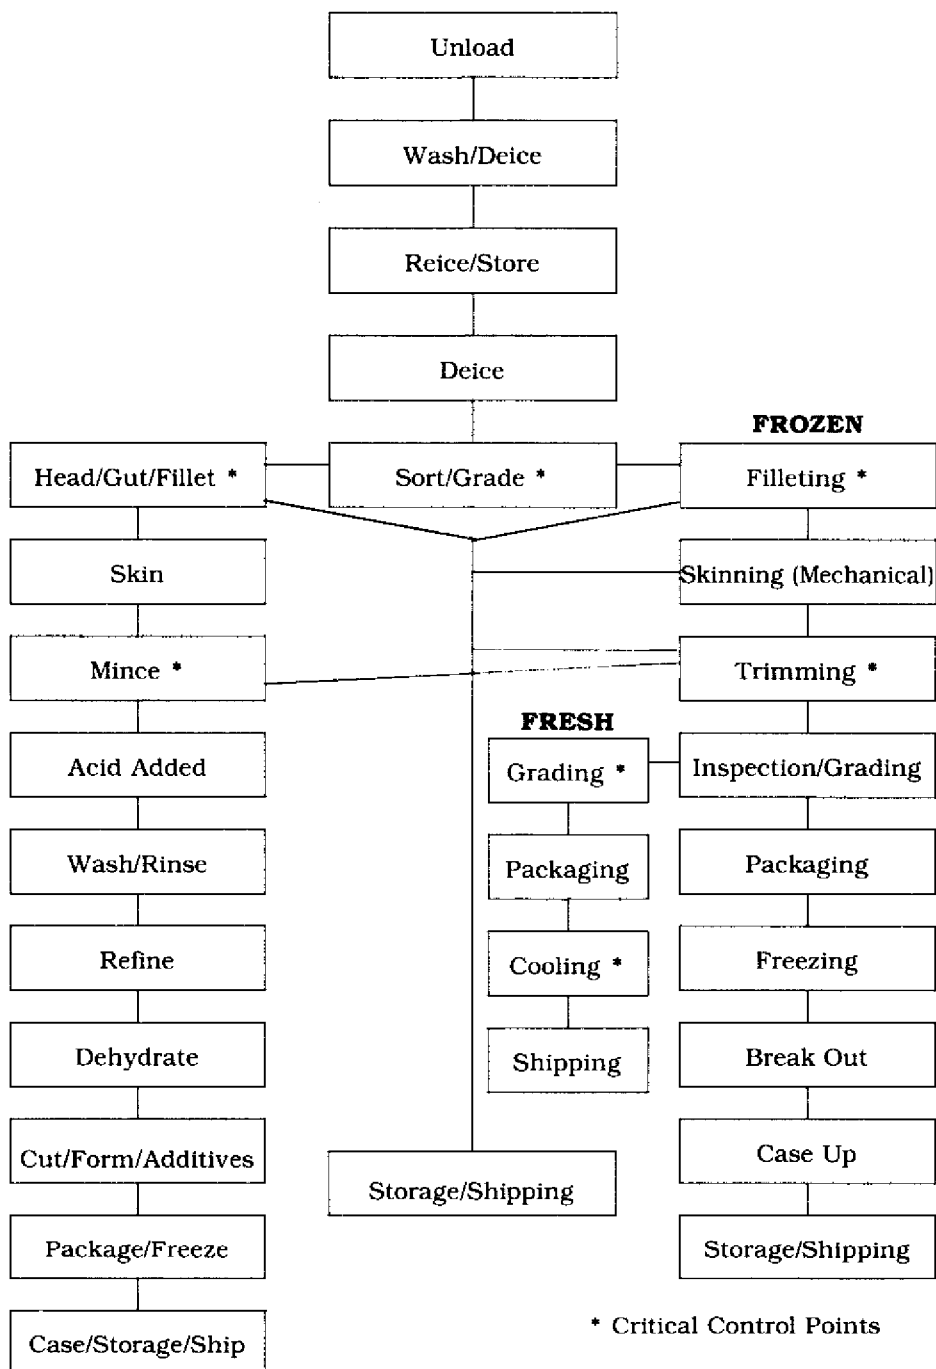 Unload
Wash/Deice
Reice/Store
Deice
FROZEN
Head/Gut/Fillet *
Sort/Grade *
Filleting *
Skin
Skinning (Mechanical)
Mince *
Trimming *
FRESH
Acid Added
Grading *
Inspection/Grading
Wash/Rinse
Packaging
Packaging
Refine
Cooling *
Freezing
Dehydrate
Shipping
Break Out
Cut/Form/Additives
Storage/Shipping
Case Up
Package/Freeze
Storage/Shipping
Case/Storage/Ship
* Critical Control Points